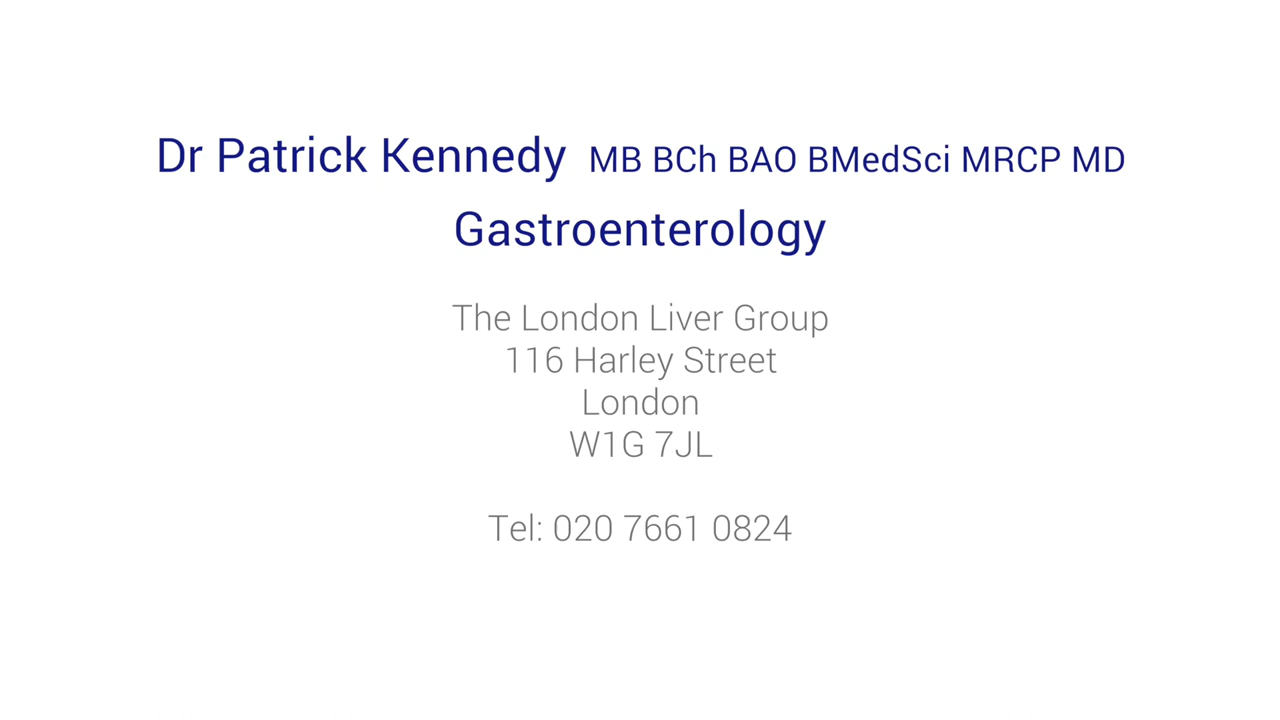 Dr Patrick Kennedy MB BCh BAO BMedSci MRCP MD
Gastroenterology
The London Liver Group
116 Harley Street
London
W1G 7JL
Tel: 020 7661 0824